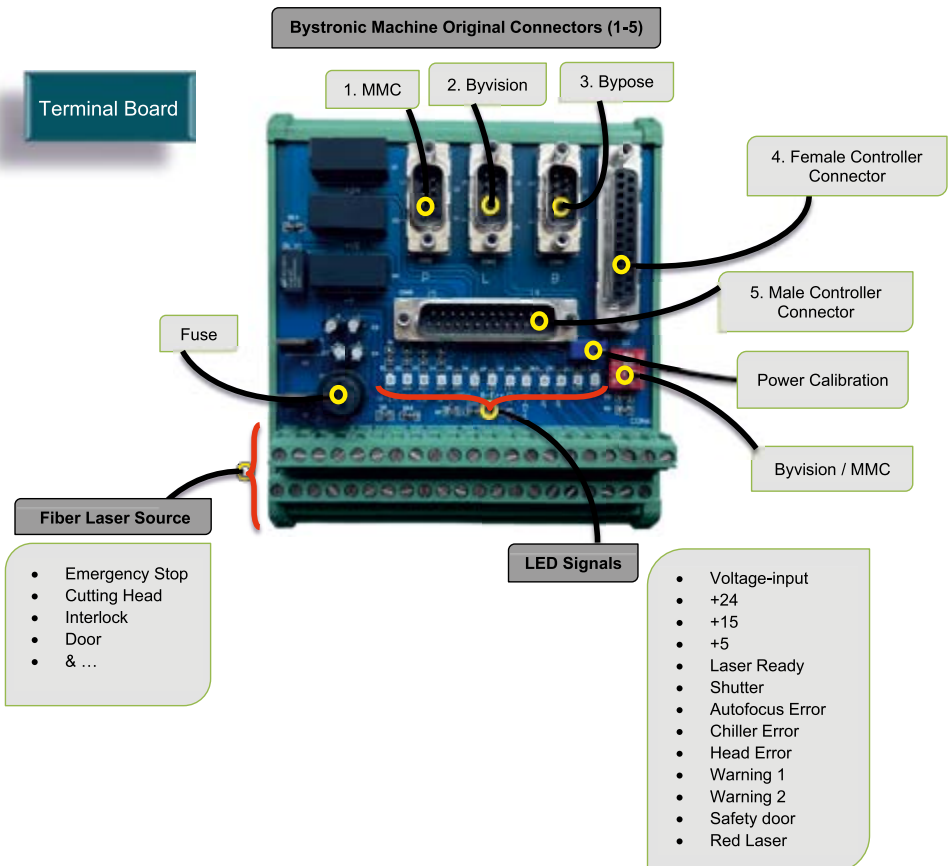 Bystronic Machine Original Connectors (1-5)
Terminal Board
1. MMC
2. Byvision
3. Bypose
4. Female Controller
Connector
5. Male Controller
Connector
Fuse
Power Calibration
Byvision / MMC
P
L
B
Fiber Laser Source
• Emergency Stop
• Cutting Head
• Interlock
• Door
• & …
LED Signals
• Voltage-input
• +24
• +15
• +5
• Laser Ready
• Shutter
• Autofocus Error
• Chiller Error
• Head Error
• Warning 1
• Warning 2
• Safety door
• Red Laser